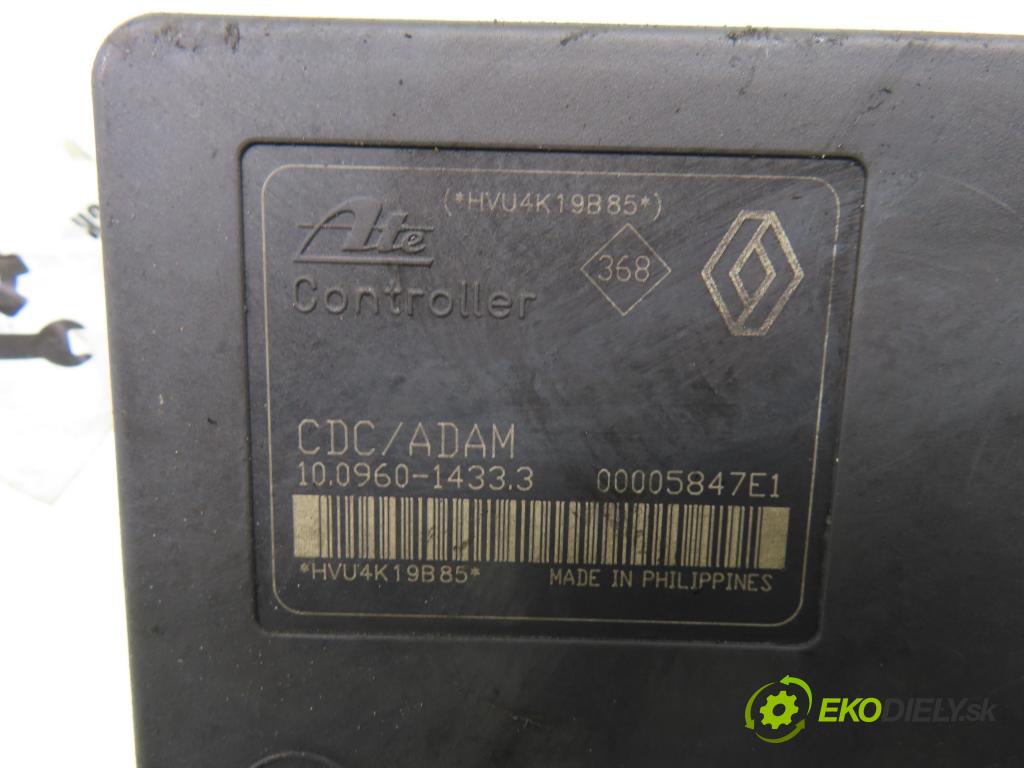 (*HVU4K19B85*)
Ate
Controller
368
CDC/ADAM
10.0960-1433.3 00005847E1
*HVU4K19B85* MADE IN PHILIPPINES
EKODIELY.sk